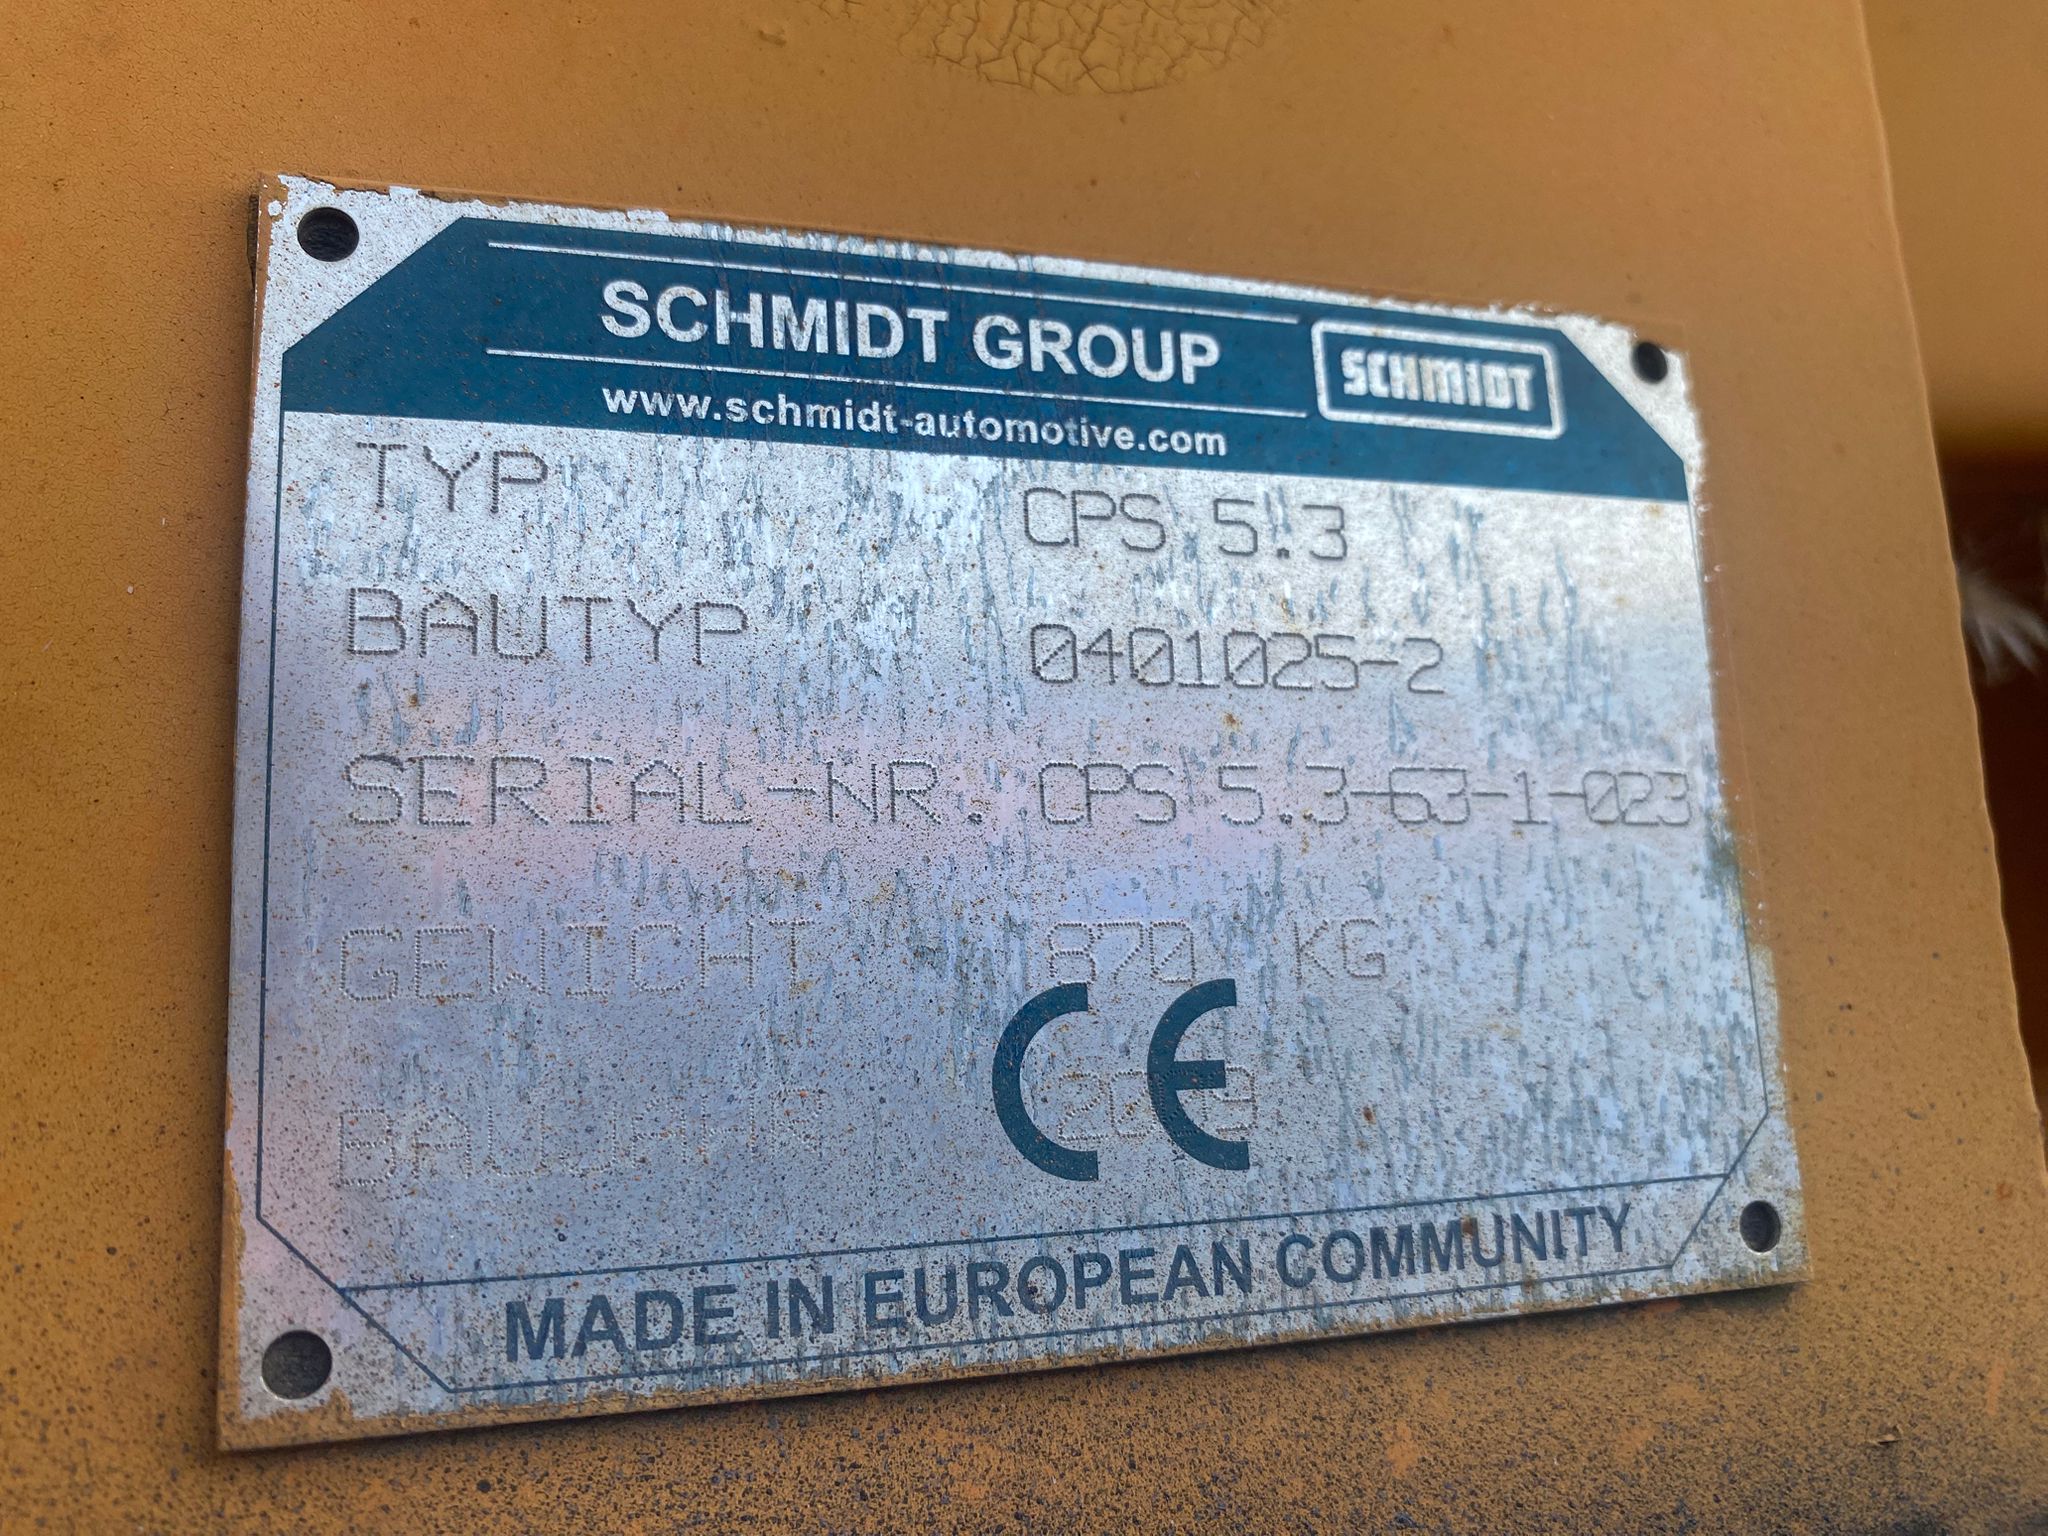 SCHMIDT GROUP
SCHMIDT
www.schmidt-automotive.com
TYP CPS 5.3
BAUTYP 0401025-2
SERIAL-NR. CPS 5.3-63-1-023
GEWICHT 870 KG
BAUJAHR
CE
MADE IN EUROPEAN COMMUNITY